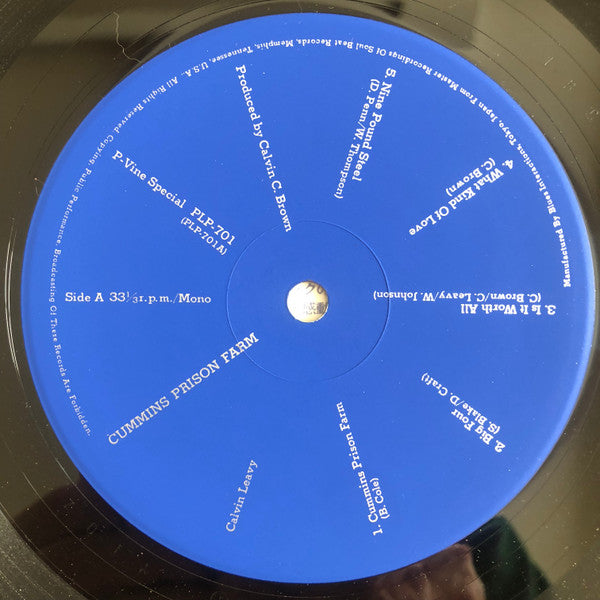 CUMMINS PRISON FARM
Calvin Leavy
Side A 33⅓r.p.m./Mono
P-Vine Special PLP-701
(PLP-701A)
Produced by Calvin C. Brown
1. Cummins Prison Farm
(B. Cole)
2. Big Four
(S. Blake/D. Craft)
3. Is It Worth All
(C. Brown/C. Leavy/W. Johnson)
4. What Kind Of Love
(C. Brown)
5. Nine Pound Steel
(D. Penn/W. Thompson)
Manufactured By Blues Interactions, Tokyo, Japan From Master Recordings Of Soul Beat Records, Memphis, Tennessee, U.S.A. All Rights Reserved Copying, Public Performance, Broadcasting Of These Records Are Forbidden.